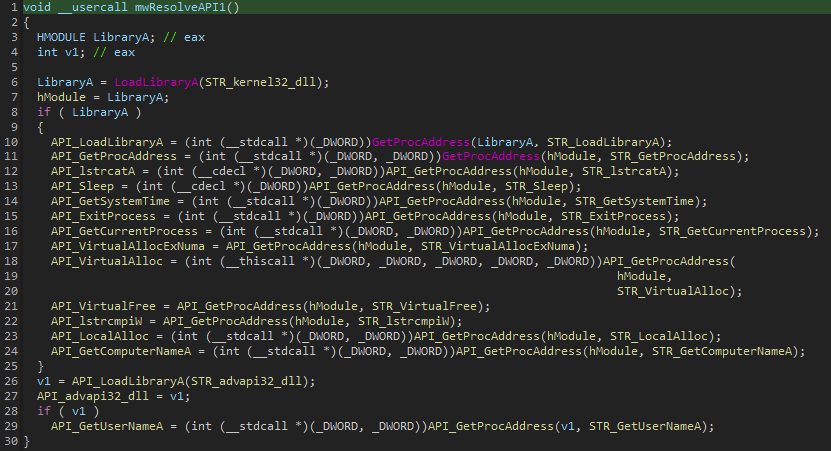 1 void __usercall mwResolveAPI1()
2 {
3 HMODULE LibraryA; // eax
4 int v1; // eax
5
6 LibraryA = LoadLibraryA(STR_kernel32_dll);
7 hModule = LibraryA;
8 if ( LibraryA )
9 {
10 API_LoadLibraryA = (int (__stdcall *)(_DWORD))GetProcAddress(LibraryA, STR_LoadLibraryA);
11 API_GetProcAddress = (int (__stdcall *)(_DWORD, _DWORD))GetProcAddress(hModule, STR_GetProcAddress);
12 API_lstrcatA = (int (__cdecl *)(_DWORD, _DWORD))API_GetProcAddress(hModule, STR_lstrcatA);
13 API_Sleep = (int (__cdecl *)(_DWORD))API_GetProcAddress(hModule, STR_Sleep);
14 API_GetSystemTime = (int (__stdcall *)(_DWORD))API_GetProcAddress(hModule, STR_GetSystemTime);
15 API_ExitProcess = (int (__stdcall *)(_DWORD))API_GetProcAddress(hModule, STR_ExitProcess);
16 API_GetCurrentProcess = (int (__stdcall *)(_DWORD, _DWORD))API_GetProcAddress(hModule, STR_GetCurrentProcess);
17 API_VirtualAllocExNuma = API_GetProcAddress(hModule, STR_VirtualAllocExNuma);
18 API_VirtualAlloc = (int (__thiscall *)(_DWORD, _DWORD, _DWORD, _DWORD, _DWORD))API_GetProcAddress(
19 hModule,
20 STR_VirtualAlloc);
21 API_VirtualFree = API_GetProcAddress(hModule, STR_VirtualFree);
22 API_lstrcmpiW = API_GetProcAddress(hModule, STR_lstrcmpiW);
23 API_LocalAlloc = (int (__stdcall *)(_DWORD, _DWORD))API_GetProcAddress(hModule, STR_LocalAlloc);
24 API_GetComputerNameA = (int (__stdcall *)(_DWORD, _DWORD))API_GetProcAddress(hModule, STR_GetComputerNameA);
25 }
26 v1 = API_LoadLibraryA(STR_advapi32_dll);
27 API_advapi32_dll = v1;
28 if ( v1 )
29 API_GetUserNameA = (int (__stdcall *)(_DWORD, _DWORD))API_GetProcAddress(v1, STR_GetUserNameA);
30 }